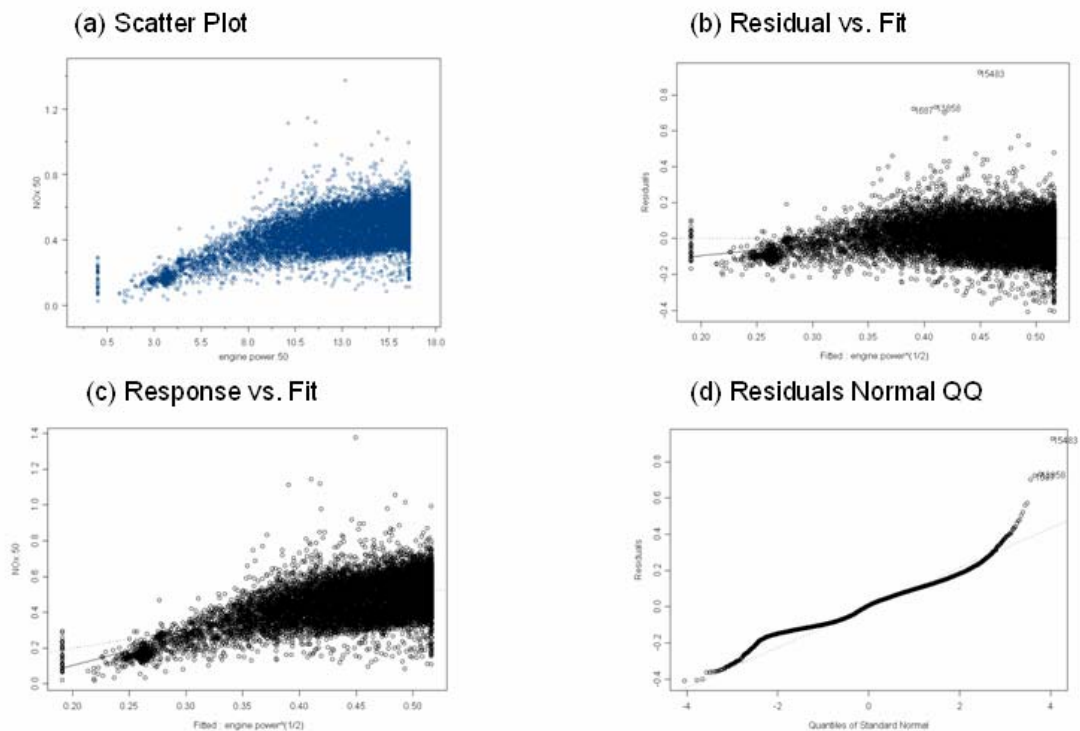 (a) Scatter Plot
1.2
0.8
0.4
0.0
NOx.50
0.5 3.0 5.5 8.0 10.5 13.0 15.5 18.0
engine power.50
(b) Residual vs. Fit
15483
0.8
0.6
0.4
0.2
0.0
-0.2
-0.4
Residuals
0.20 0.25 0.30 0.35 0.40 0.45 0.50
Fitted : engine power^(1/2)
(c) Response vs. Fit
1.4
1.2
1.0
0.8
0.6
0.4
0.2
0.0
NOx.50
0.20 0.25 0.30 0.35 0.40 0.45 0.50
Fitted : engine power^(1/2)
(d) Residuals Normal QQ
15483
0.8
0.6
0.4
0.2
0.0
-0.2
-0.4
Residuals
-4 -2 0 2 4
Quantiles of Standard Normal